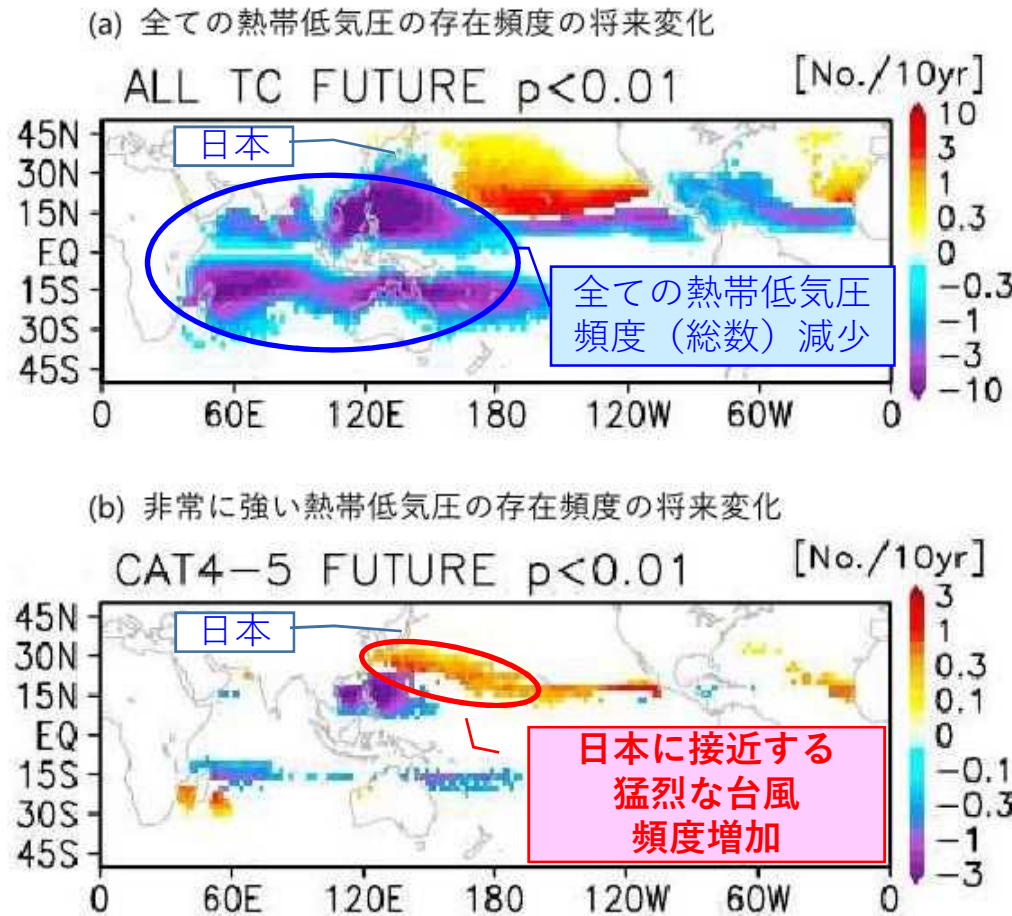 (a) 全ての熱帯低気圧の存在頻度の将来変化
ALL TC FUTURE p<0.01
[No./10yr]
45N
30N
15N
EQ
15S
30S
45S
日本
全ての熱帯低気圧
頻度（総数）減少
10
3
1
0.3
0
−0.3
−1
−3
−10
0 60E 120E 180 120W 60W 0
(b) 非常に強い熱帯低気圧の存在頻度の将来変化
CAT4−5 FUTURE p<0.01
[No./10yr]
45N
30N
15N
EQ
15S
30S
45S
日本
日本に接近する
猛烈な台風
頻度増加
3
1
0.3
0.1
0
−0.1
−0.3
−1
−3
0 60E 120E 180 120W 60W 0